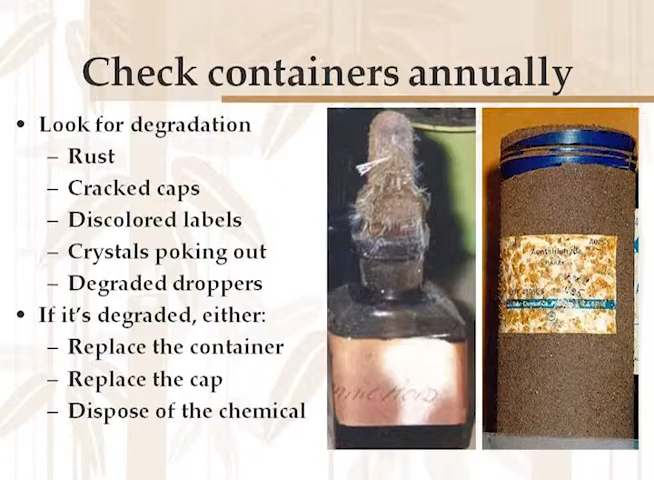 Check containers annually
• Look for degradation
– Rust
– Cracked caps
– Discolored labels
– Crystals poking out
– Degraded droppers
• If it's degraded, either:
– Replace the container
– Replace the cap
– Dispose of the chemical